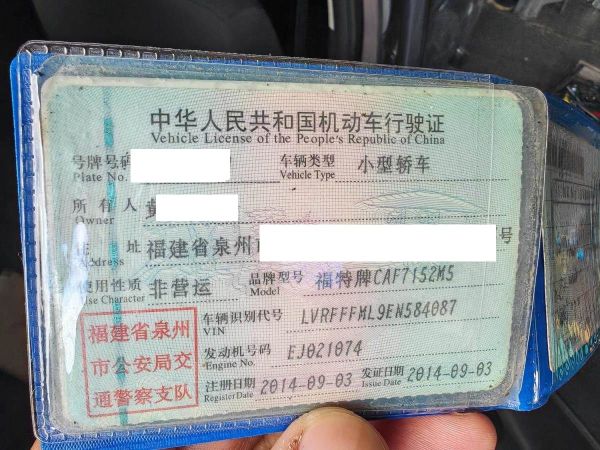 中华人民共和国机动车行驶证
Vehicle License of the People's Republic of China
号牌号码
Plate No.
车辆类型 小型轿车
Vehicle Type
所有人
Owner
住 址 福建省泉州市 号
Address
使用性质 非营运
Use Character
品牌型号 福特牌CAF7152M5
Model
车辆识别代号 LVRFFFML9EN584087
VIN
发动机号码 EJ021074
Engine No.
注册日期 2014-09-03 发证日期 2014-09-03
Register Date Issue Date
福建省泉州
市公安局交
通警察支队